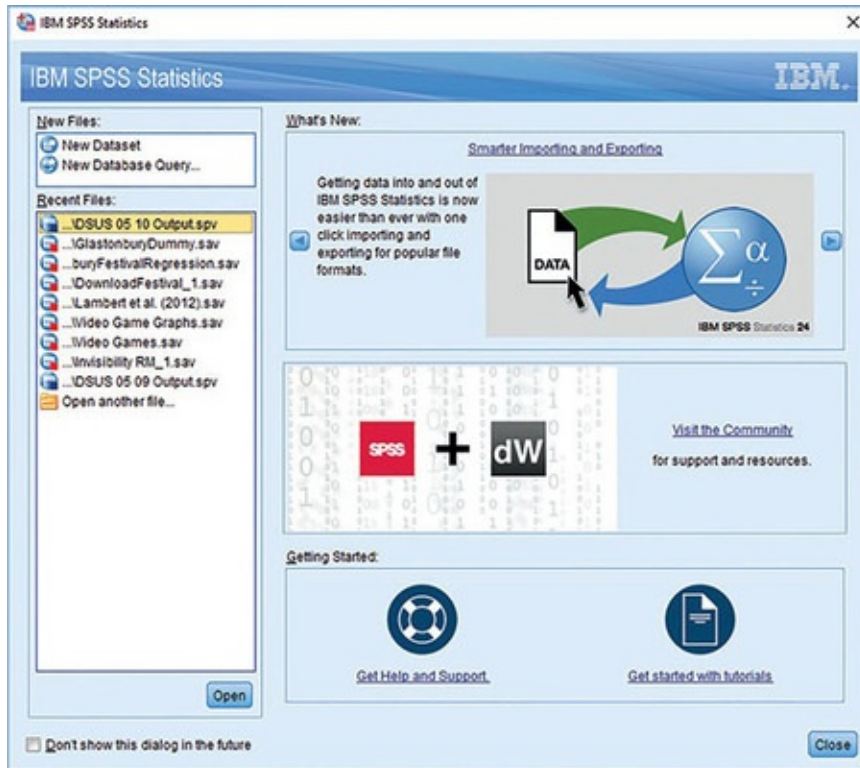 IBM SPSS Statistics
IBM SPSS Statistics
IBM.
New Files:
New Dataset
New Database Query...
Recent Files:
...\DSUS 05 10 Output.spv
...\GlastonburyDummy.sav
...buryFestivalRegression.sav
...\DownloadFestival_1.sav
...\Lambert et al. (2012).sav
...\Video Game Graphs.sav
...\Video Games.sav
...\Invisibility RM_1.sav
...\DSUS 05 09 Output.spv
Open another file...
Open
Don't show this dialog in the future
What's New:
Smarter Importing and Exporting
Getting data into and out of
IBM SPSS Statistics is now
easier than ever with one
click importing and
exporting for popular file
formats.
DATA
Σ α
÷
IBM SPSS Statistics 24
SPSS
+
dW
Visit the Community
for support and resources.
Getting Started:
Get Help and Support
Get started with tutorials
Close